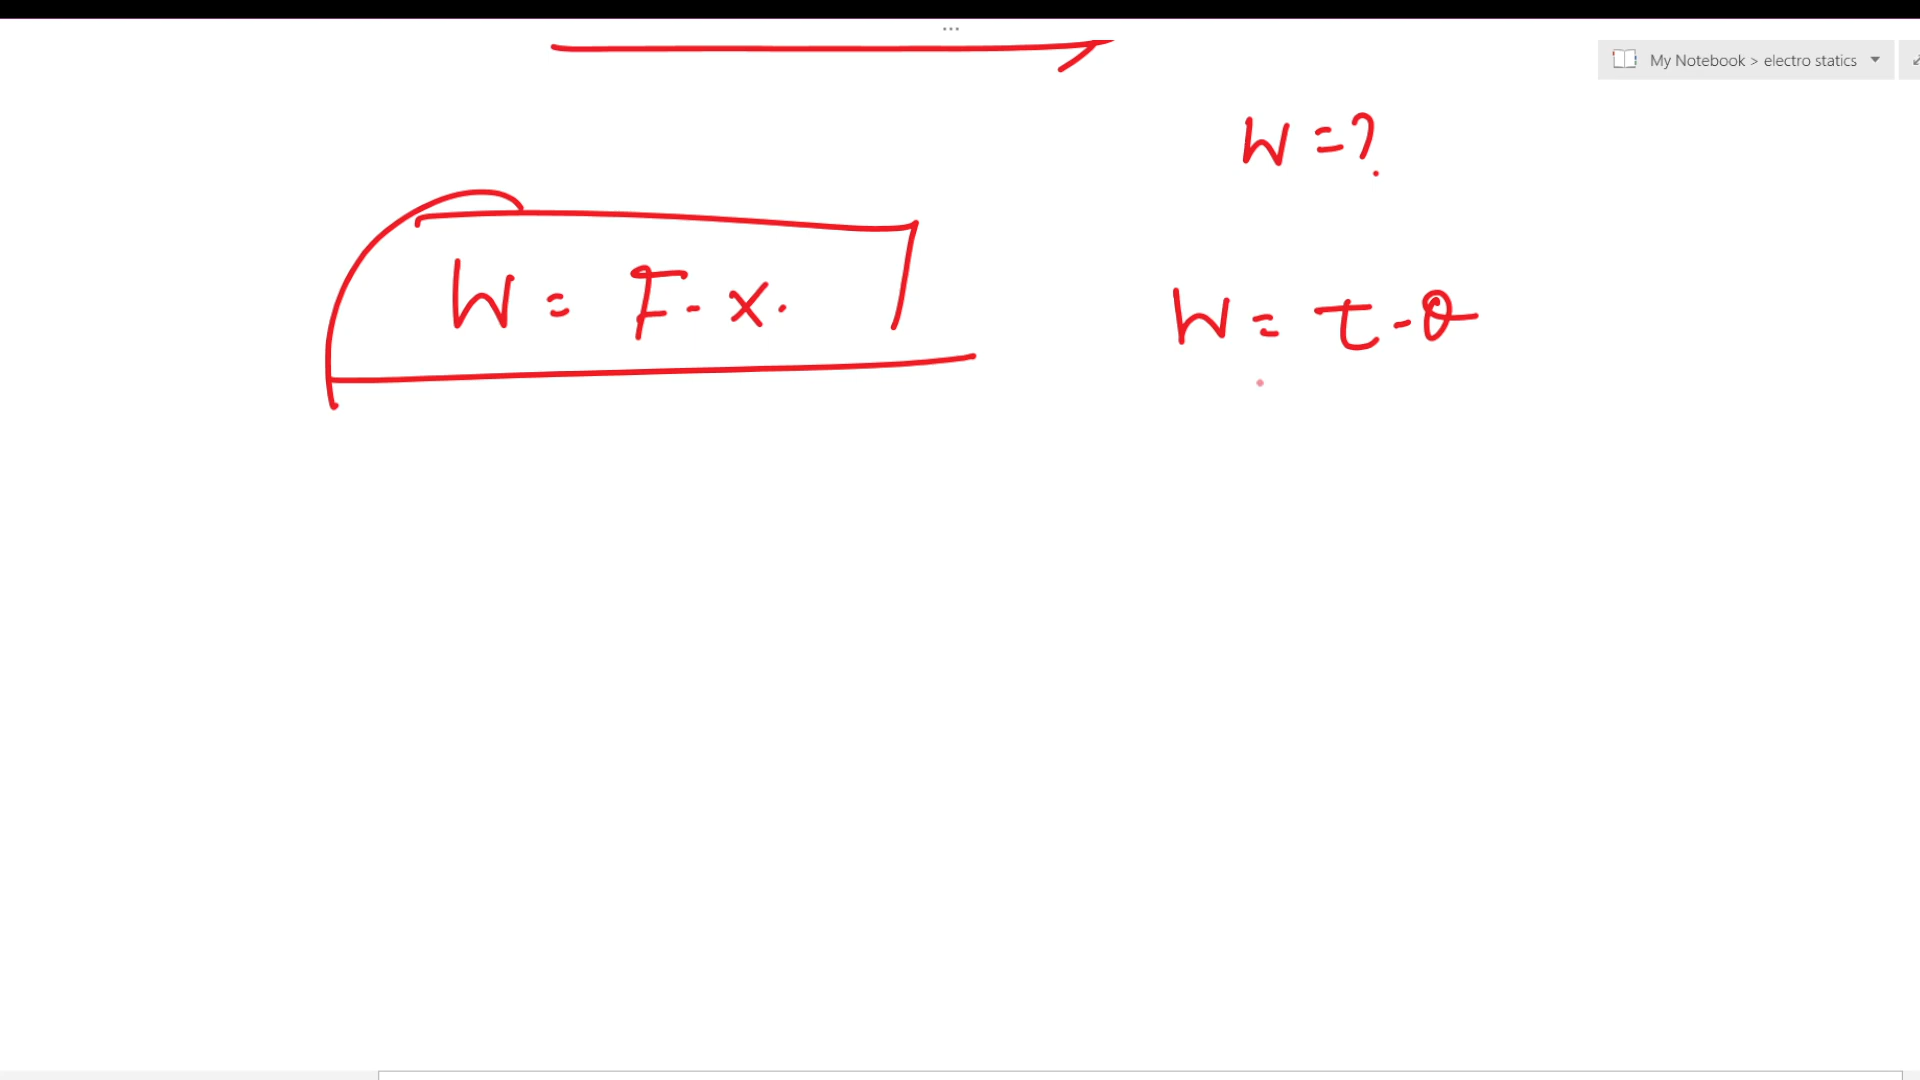 ...
My Notebook > electro statics
W = ?
W = F - x.
W = τ - θ